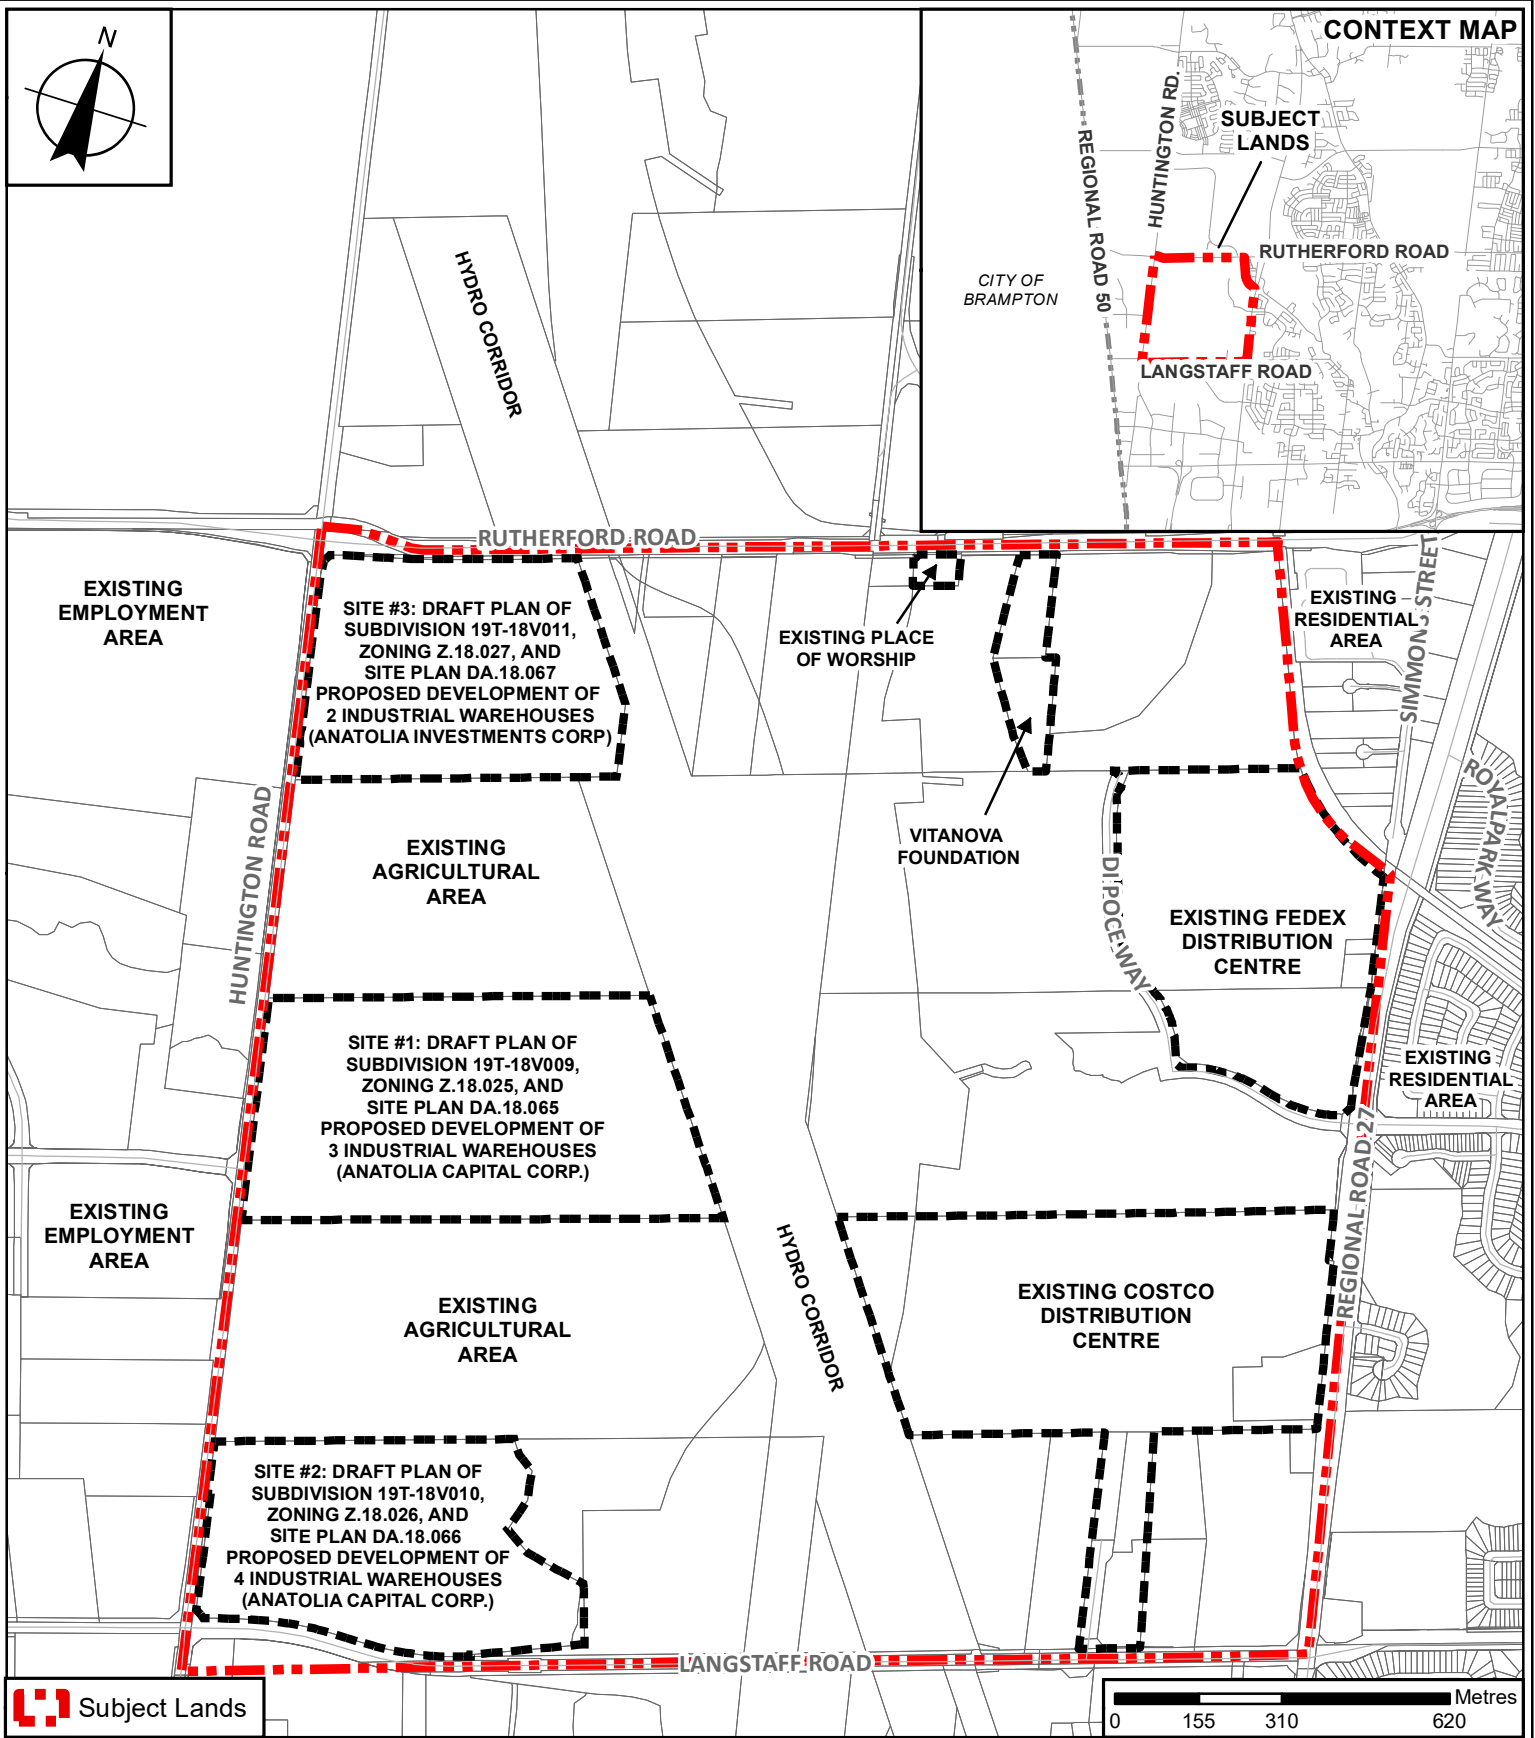 N
CONTEXT MAP
HUNTINGTON RD.
REGIONAL ROAD 50
SUBJECT
LANDS
RUTHERFORD ROAD
CITY OF
BRAMPTON
LANGSTAFF ROAD
HYDRO CORRIDOR
RUTHERFORD ROAD
SIMMONS STREET
EXISTING
EMPLOYMENT
AREA
SITE #3: DRAFT PLAN OF
SUBDIVISION 19T-18V011,
ZONING Z.18.027, AND
SITE PLAN DA.18.067
PROPOSED DEVELOPMENT OF
2 INDUSTRIAL WAREHOUSES
(ANATOLIA INVESTMENTS CORP)
EXISTING PLACE
OF WORSHIP
EXISTING
RESIDENTIAL
AREA
VITANOVA
FOUNDATION
ROYALPARK WAY
HUNTINGTON ROAD
EXISTING
AGRICULTURAL
AREA
DI POCE WAY
EXISTING FEDEX
DISTRIBUTION
CENTRE
SITE #1: DRAFT PLAN OF
SUBDIVISION 19T-18V009,
ZONING Z.18.025, AND
SITE PLAN DA.18.065
PROPOSED DEVELOPMENT OF
3 INDUSTRIAL WAREHOUSES
(ANATOLIA CAPITAL CORP.)
EXISTING
RESIDENTIAL
AREA
REGIONAL ROAD 27
EXISTING
EMPLOYMENT
AREA
HYDRO CORRIDOR
EXISTING
AGRICULTURAL
AREA
EXISTING COSTCO
DISTRIBUTION
CENTRE
SITE #2: DRAFT PLAN OF
SUBDIVISION 19T-18V010,
ZONING Z.18.026, AND
SITE PLAN DA.18.066
PROPOSED DEVELOPMENT OF
4 INDUSTRIAL WAREHOUSES
(ANATOLIA CAPITAL CORP.)
LANGSTAFF ROAD
Subject Lands
Metres
0 155 310 620